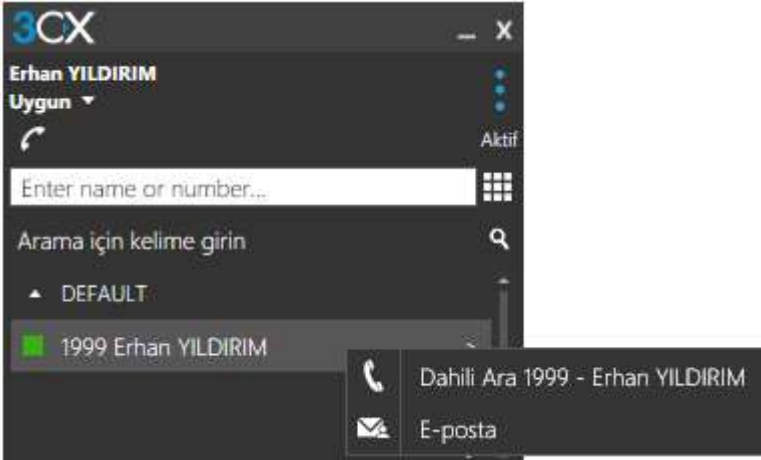 3CX
Erhan YILDIRIM
Uygun
Aktif
Enter name or number...
Arama için kelime girin
DEFAULT
1999 Erhan YILDIRIM
Dahili Ara 1999 - Erhan YILDIRIM
E-posta